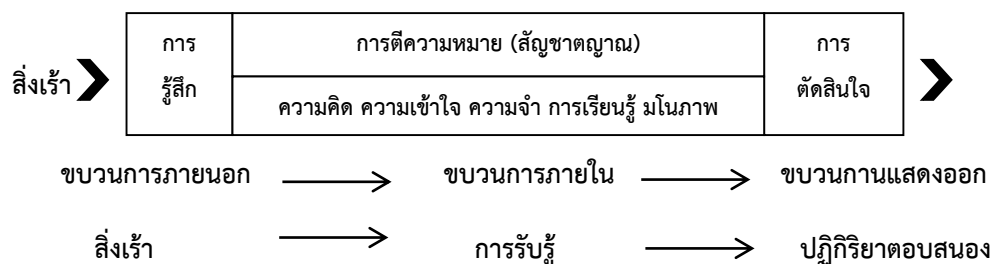 สิ่งเร้า
การ
รู้สึก
การตีความหมาย (สัญชาตญาณ)
ความคิด ความเข้าใจ ความจำ การเรียนรู้ มโนภาพ
การ
ตัดสินใจ
ขบวนการภายนอก ขบวนการภายใน ขบวนกานแสดงออก
สิ่งเร้า การรับรู้ ปฏิกิริยาตอบสนอง